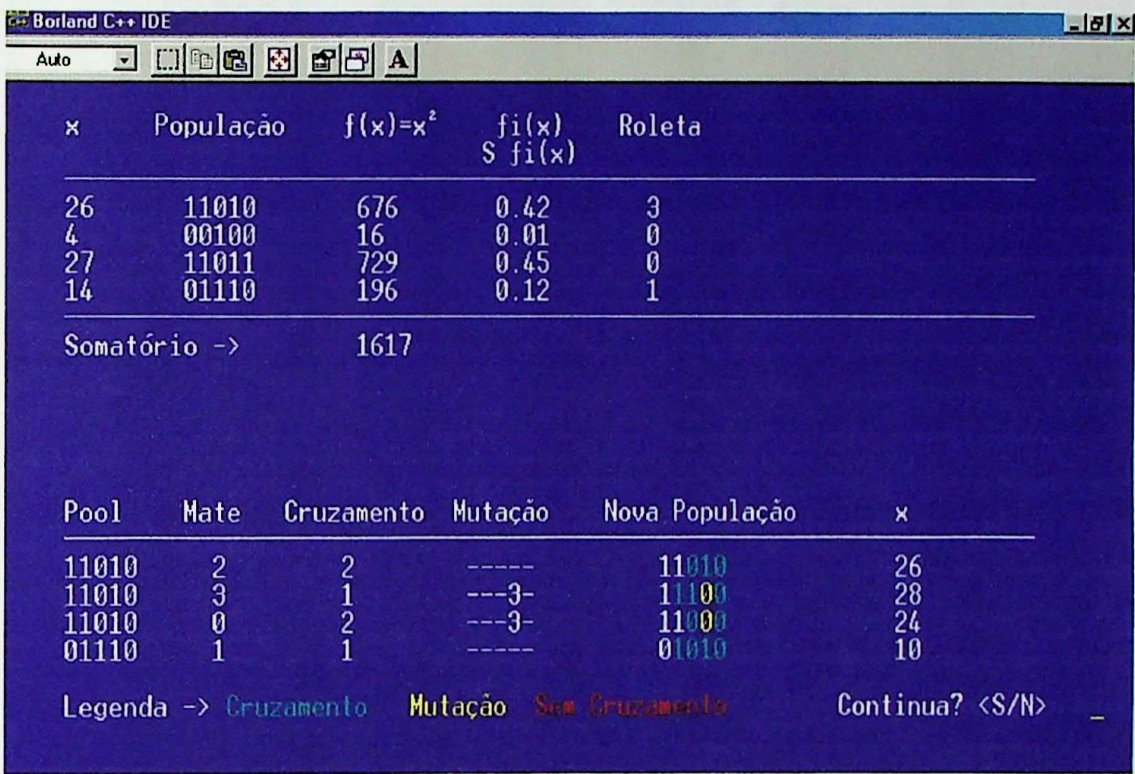 Borland C++ IDE
Auto
A
x População f(x)=x² fi(x) Roleta
S fi(x)
26 11010 676 0.42 3
4 00100 16 0.01 0
27 11011 729 0.45 0
14 01110 196 0.12 1
Somatório -> 1617
Pool Mate Cruzamento Mutação Nova População x
11010 2 2 ----- 11010 26
11010 3 1 ---3- 11100 28
11010 0 2 ---3- 11000 24
01110 1 1 ----- 01010 10
Legenda -> Cruzamento Mutação Sem Cruzamento Continua? <S/N> _